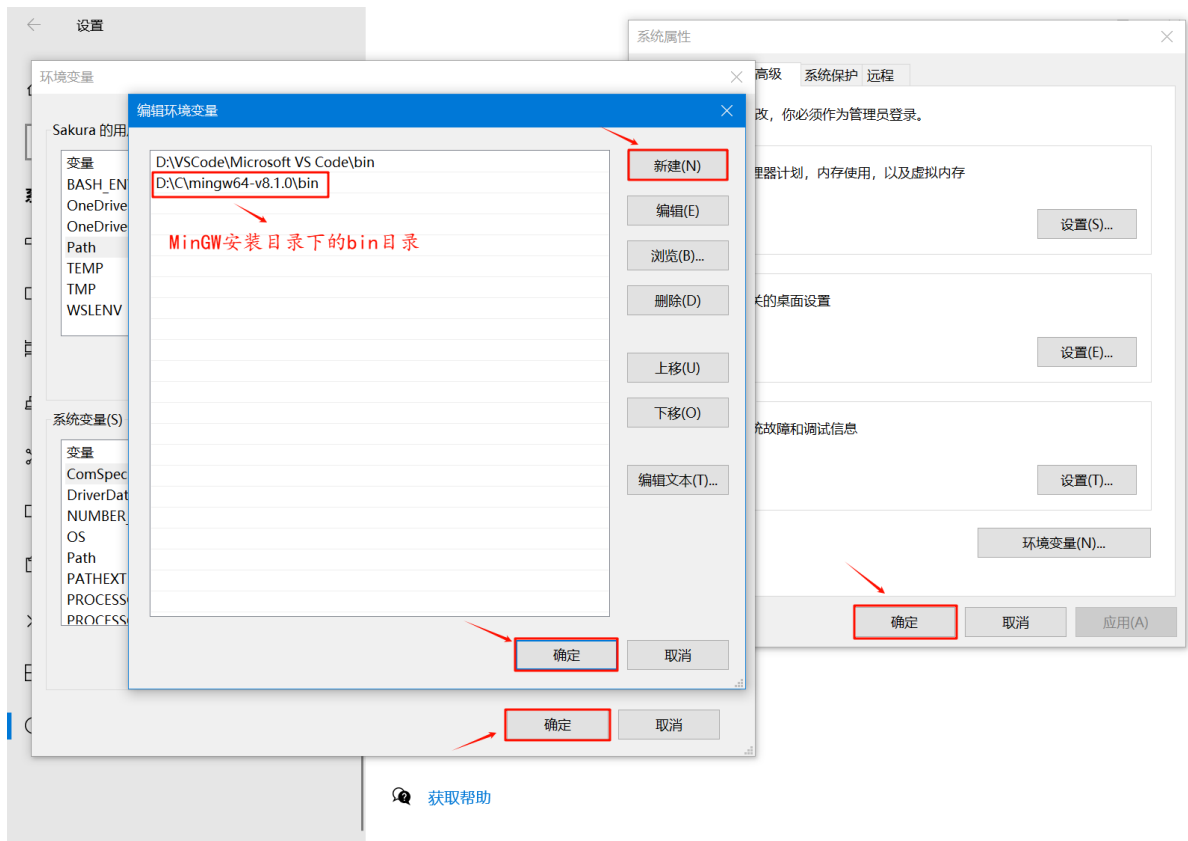 设置
系统属性
环境变量
高级
系统保护
远程
编辑环境变量
改，你必须作为管理员登录。
Sakura 的用
D:\VSCode\Microsoft VS Code\bin
D:\C\mingw64-v8.1.0\bin
MinGW安装目录下的bin目录
新建(N)
编辑(E)
浏览(B)...
删除(D)
上移(U)
下移(O)
编辑文本(T)...
确定
取消
变量
BASH_EN
OneDrive
OneDrive
Path
TEMP
TMP
WSLENV
系统变量(S)
变量
ComSpec
DriverDat
NUMBER_
OS
Path
PATHEXT
PROCESS
PROCESS
确定
取消
理器计划，内存使用，以及虚拟内存
设置(S)...
关的桌面设置
设置(E)...
统故障和调试信息
设置(T)...
环境变量(N)...
确定
取消
应用(A)
获取帮助